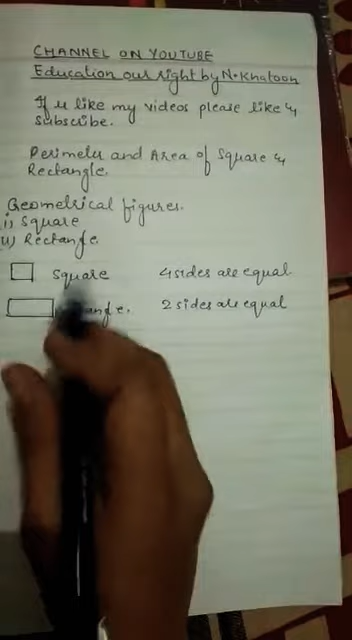 CHANNEL ON YOUTUBE
Education our right by N. Khatoon
If u like my videos please like &
subscribe.
Perimeter and Area of Square &
Rectangle.
Geometrical figures.
i) Square
ii) Rectangle
Square 4 sides are equal
2 sides are equal